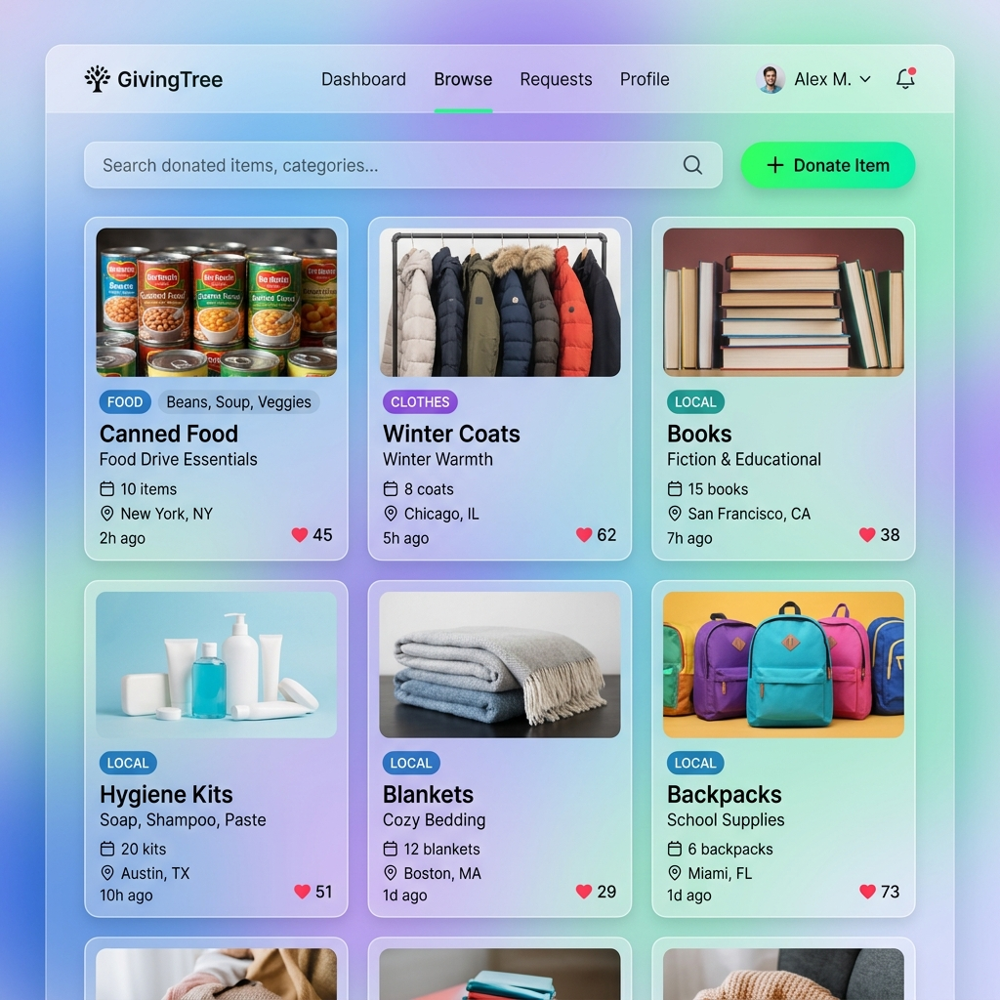 GivingTree
Dashboard Browse Requests Profile
Alex M.
Search donated items, categories...
+ Donate Item
FOOD Beans, Soup, Veggies
Canned Food
Food Drive Essentials
10 items
New York, NY
2h ago 45
CLOTHES
Winter Coats
Winter Warmth
8 coats
Chicago, IL
5h ago 62
LOCAL
Books
Fiction & Educational
15 books
San Francisco, CA
7h ago 38
LOCAL
Hygiene Kits
Soap, Shampoo, Paste
20 kits
Austin, TX
10h ago 51
LOCAL
Blankets
Cozy Bedding
12 blankets
Boston, MA
1d ago 29
LOCAL
Backpacks
School Supplies
6 backpacks
Miami, FL
1d ago 73